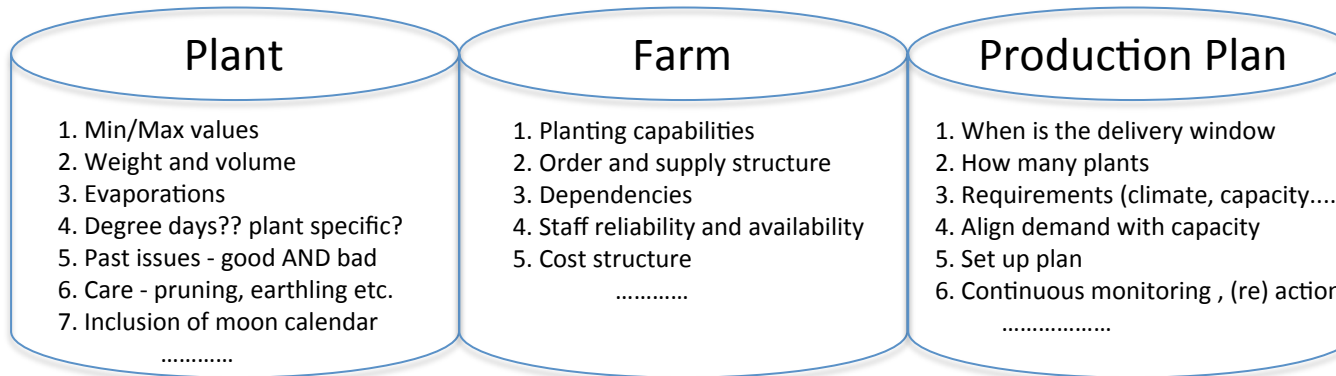 Plant
1. Min/Max values
2. Weight and volume
3. Evaporations
4. Degree days?? plant specific?
5. Past issues - good AND bad
6. Care - pruning, earthling etc.
7. Inclusion of moon calendar
…………
Farm
1. Planting capabilities
2. Order and supply structure
3. Dependencies
4. Staff reliability and availability
5. Cost structure
…………
Production Plan
1. When is the delivery window
2. How many plants
3. Requirements (climate, capacity....
4. Align demand with capacity
5. Set up plan
6. Continuous monitoring , (re) action
………………